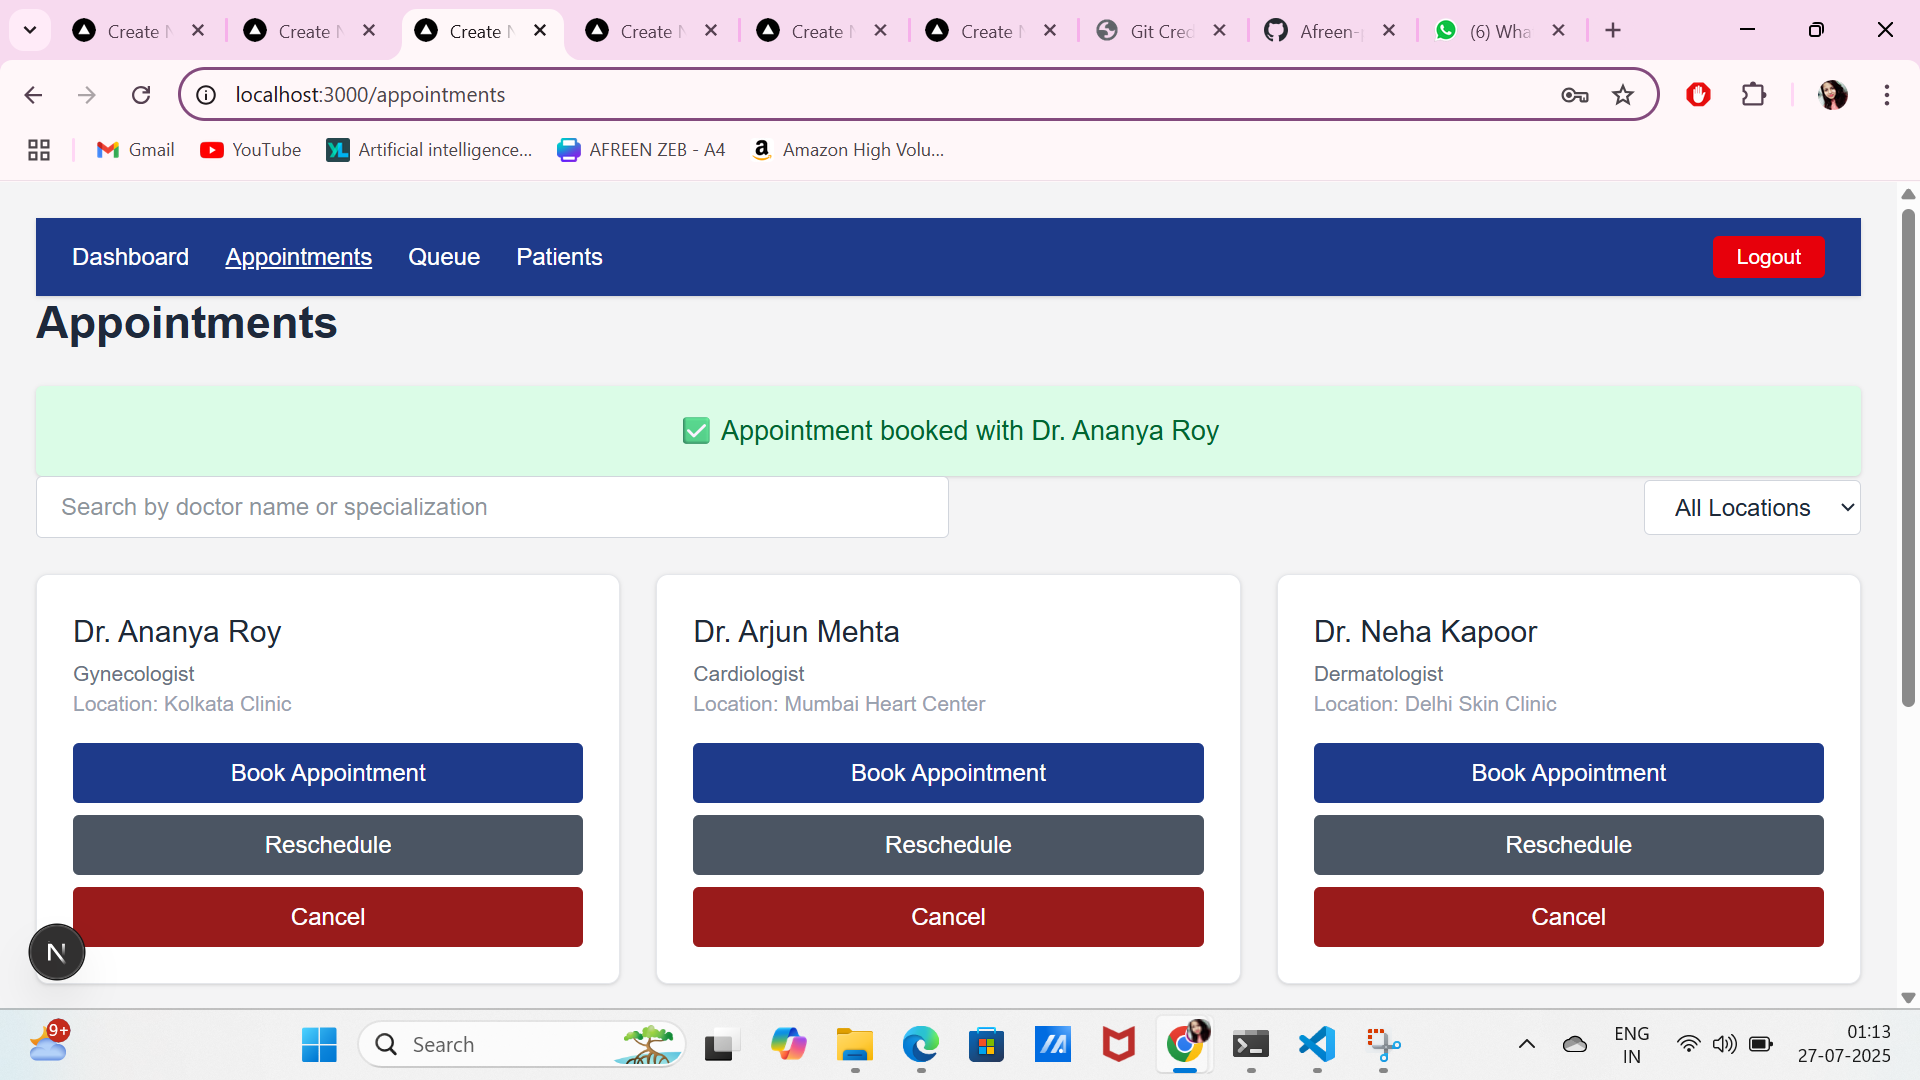 Create N
Create N
Create N
Create N
Create N
Create N
Git Cred
Afreen-
(6) Wha
localhost:3000/appointments
Gmail
YouTube
Artificial intelligence...
AFREEN ZEB - A4
Amazon High Volu...
Dashboard
Appointments
Queue
Patients
Logout
Appointments
✅ Appointment booked with Dr. Ananya Roy
Search by doctor name or specialization
All Locations
Dr. Ananya Roy
Gynecologist
Location: Kolkata Clinic
Book Appointment
Reschedule
Cancel
Dr. Arjun Mehta
Cardiologist
Location: Mumbai Heart Center
Book Appointment
Reschedule
Cancel
Dr. Neha Kapoor
Dermatologist
Location: Delhi Skin Clinic
Book Appointment
Reschedule
Cancel
N
9+
Search
ENG
IN
01:13
27-07-2025